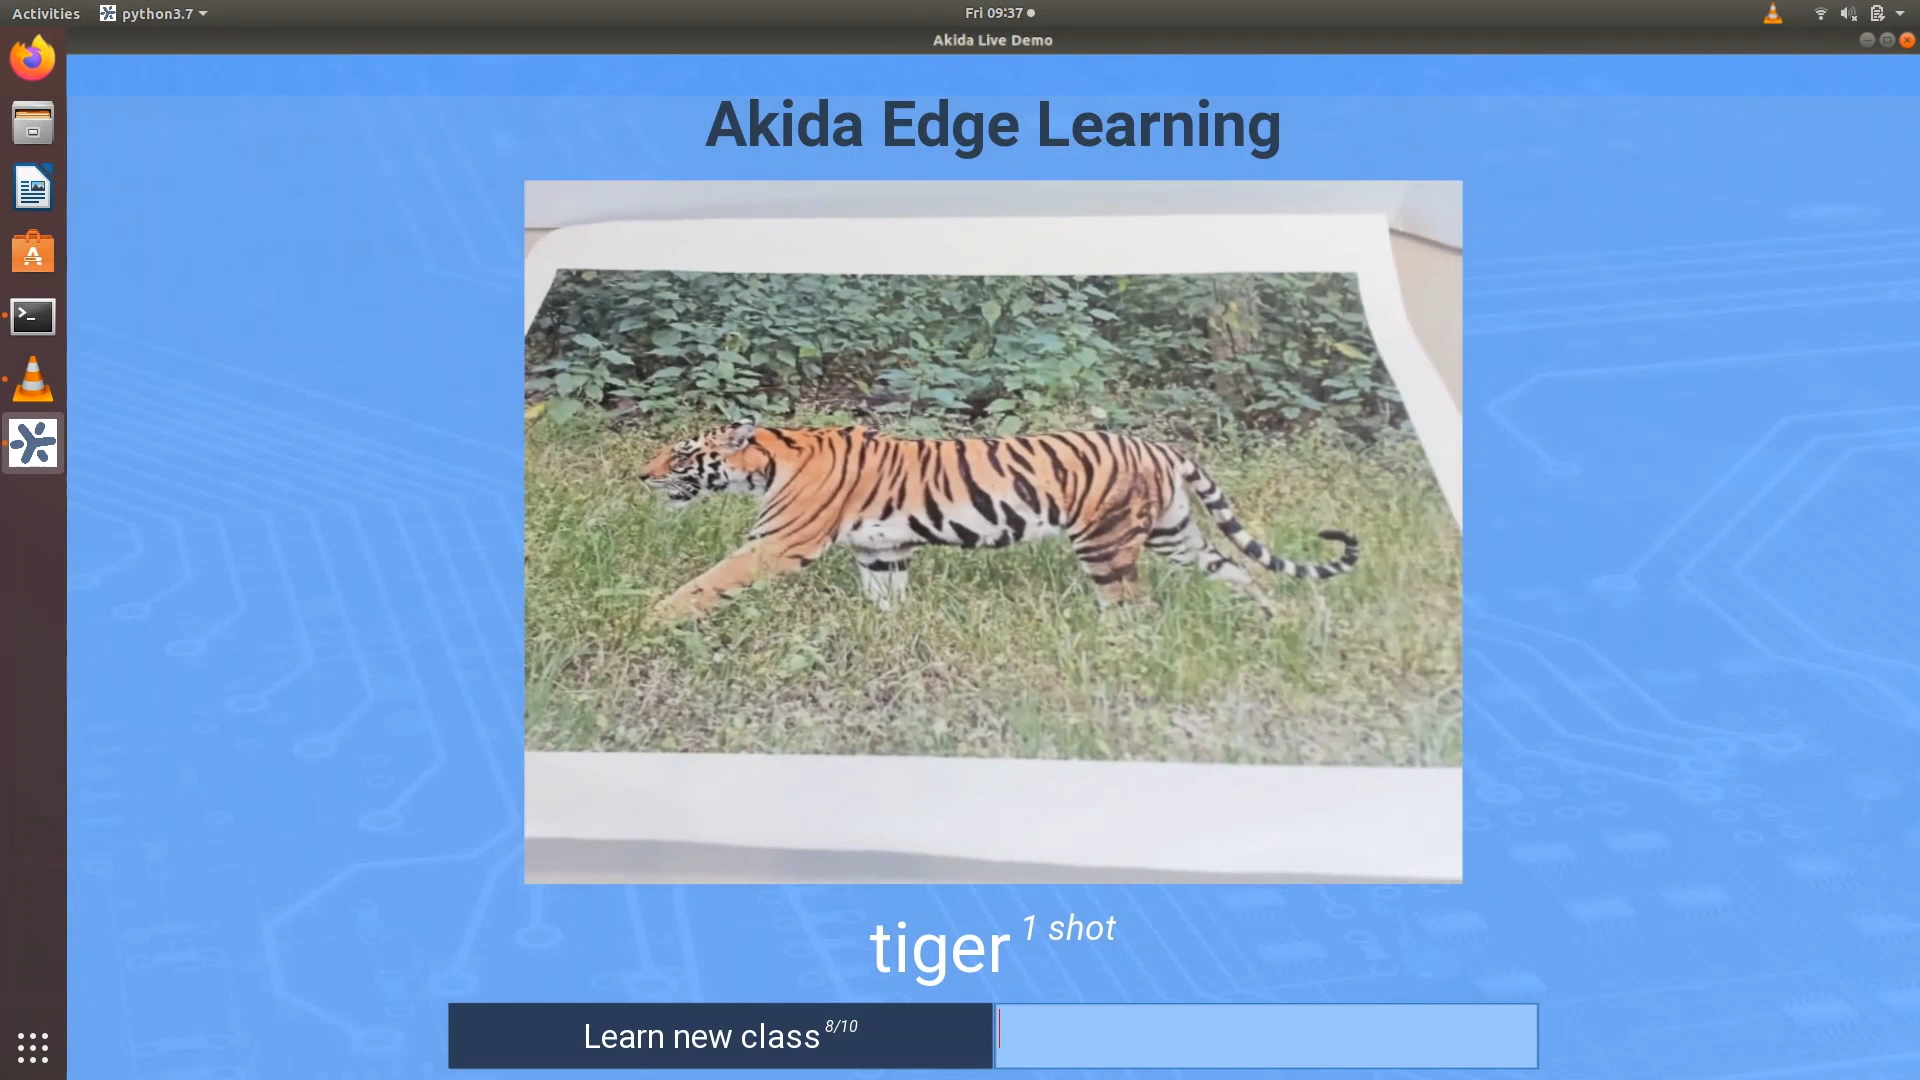 Activities python3.7 Fri 09:37
Akida Live Demo
Akida Edge Learning
tiger 1 shot
Learn new class 8/10